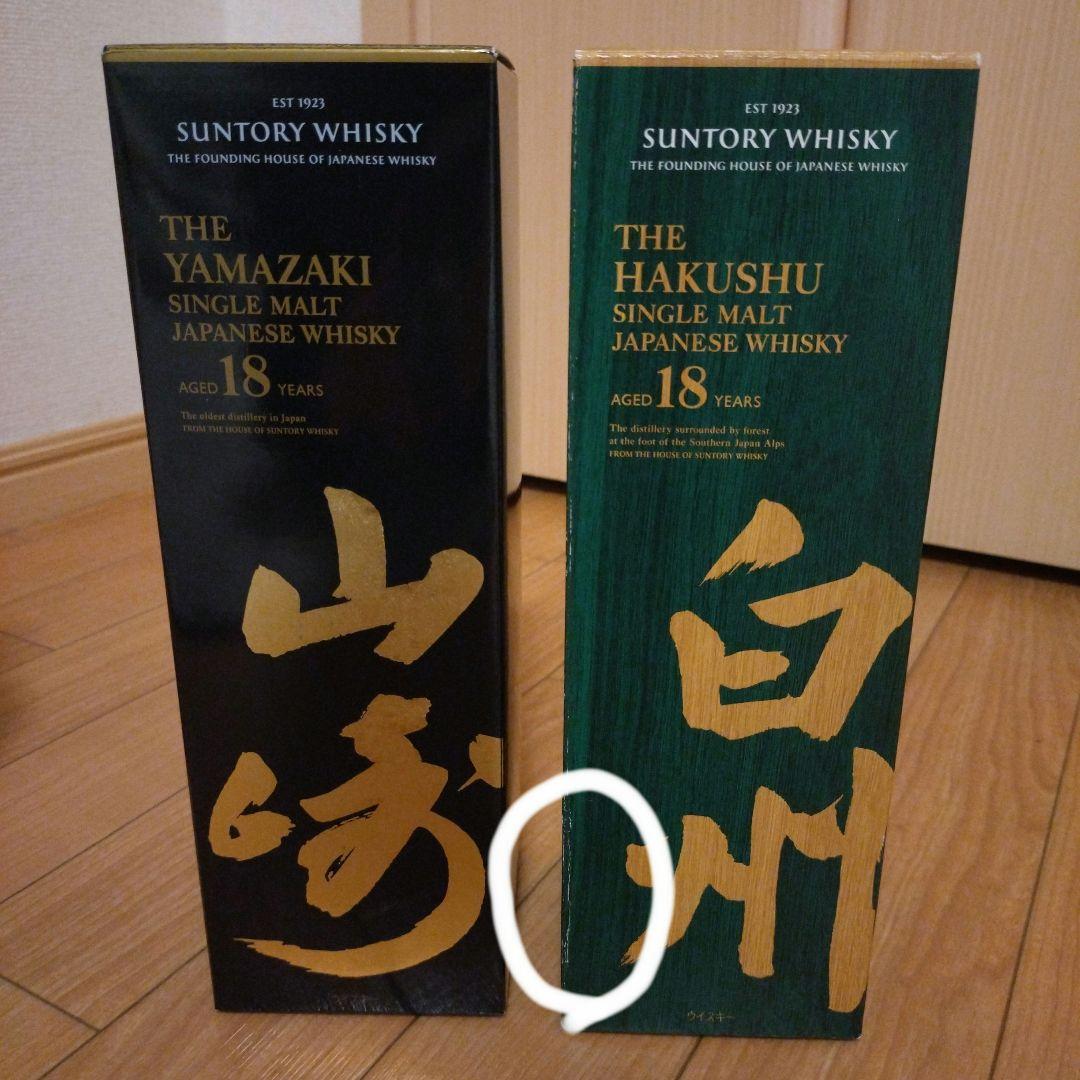 EST 1923
SUNTORY WHISKY
THE FOUNDING HOUSE OF JAPANESE WHISKY
THE
YAMAZAKI
SINGLE MALT
JAPANESE WHISKY
AGED 18 YEARS
The oldest distillery in Japan
FROM THE HOUSE OF SUNTORY WHISKY
山崎
EST 1923
SUNTORY WHISKY
THE FOUNDING HOUSE OF JAPANESE WHISKY
THE
HAKUSHU
SINGLE MALT
JAPANESE WHISKY
AGED 18 YEARS
The distillery surrounded by forest
at the foot of the Southern Japan Alps
FROM THE HOUSE OF SUNTORY WHISKY
白州
ウイスキー